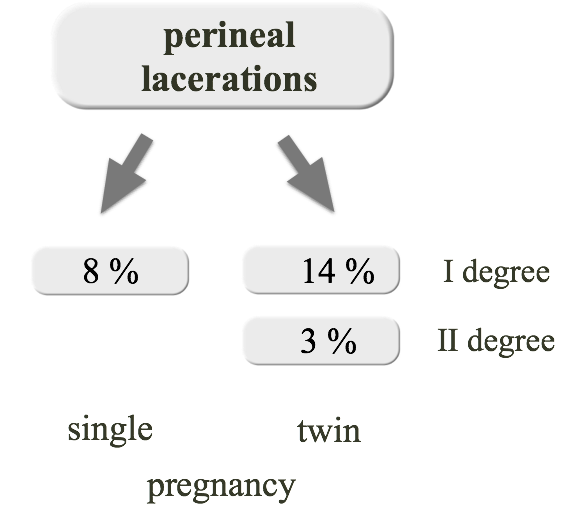 perineal
lacerations
8 % 14 % I degree
3 % II degree
single twin
pregnancy